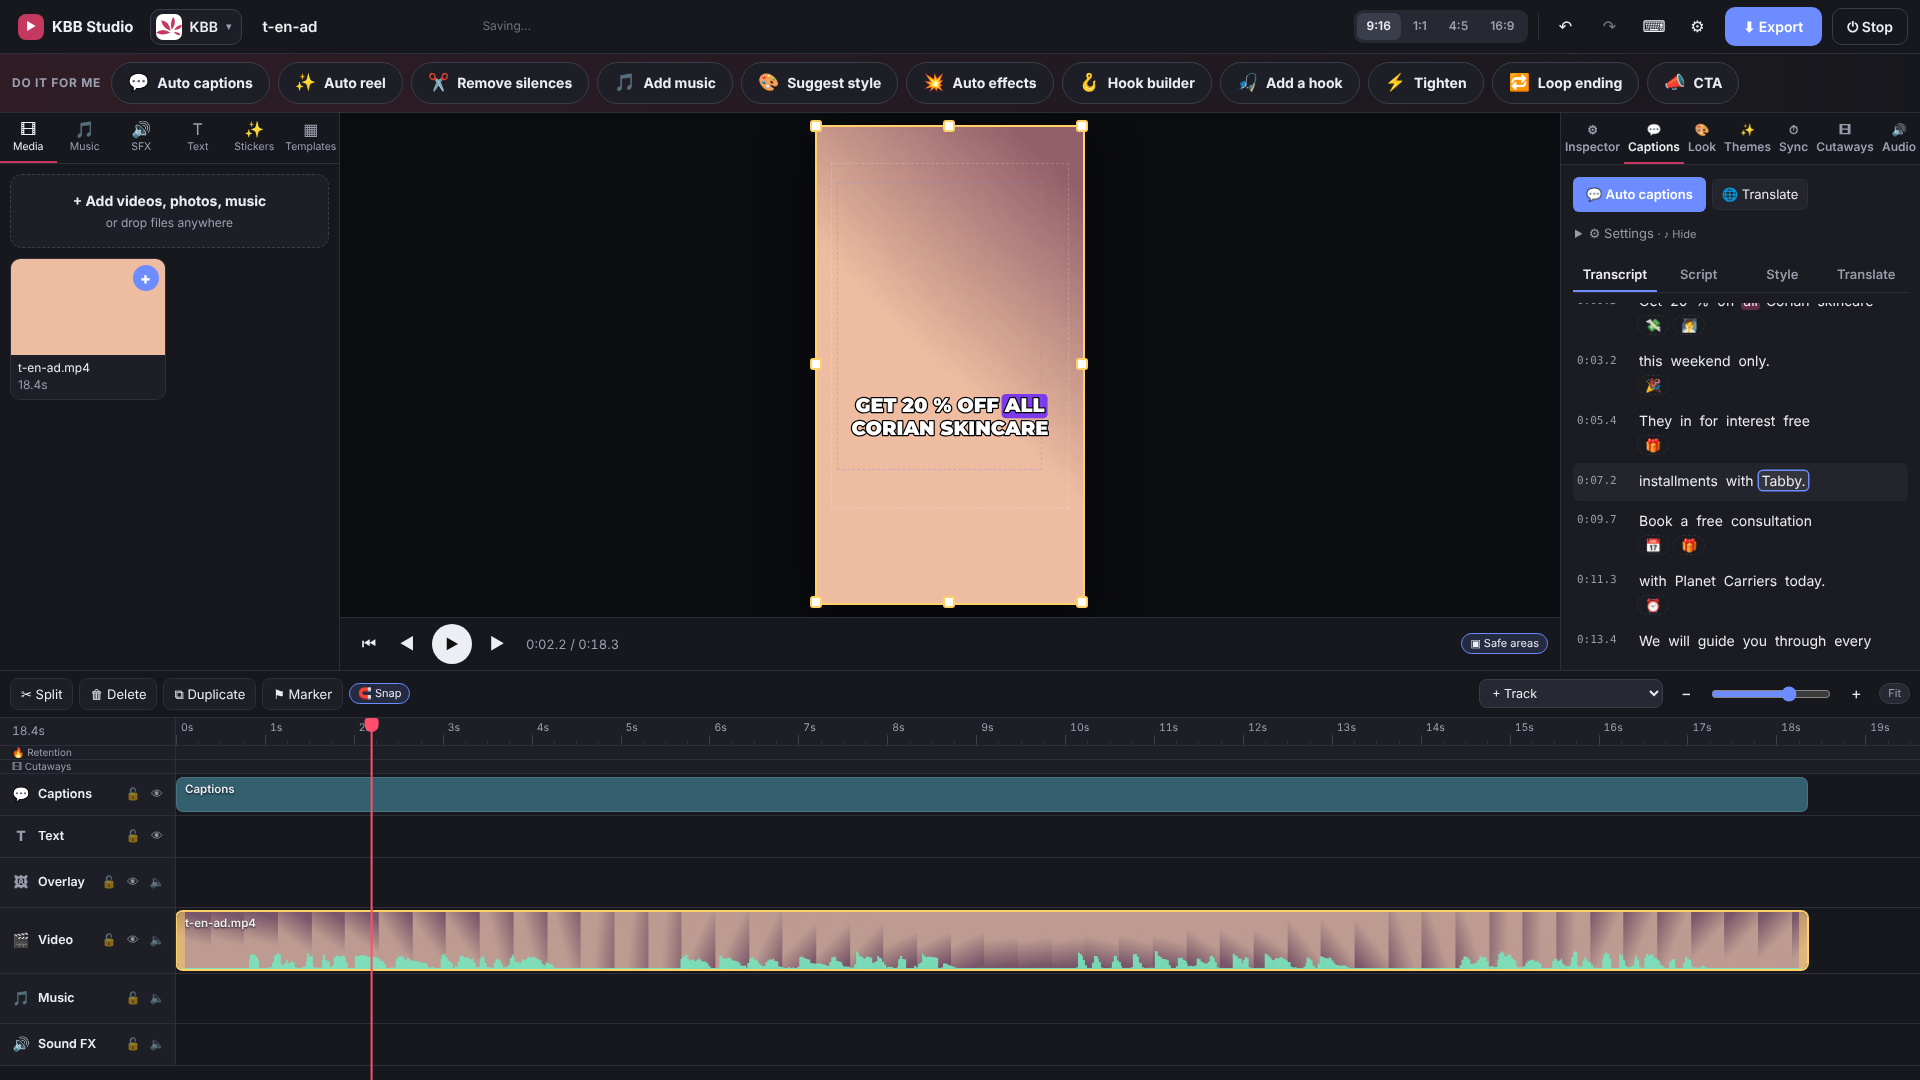 KBB Studio
KBB
t-en-ad
Saving...
9:16
1:1
4:5
16:9
Export
Stop
DO IT FOR ME
Auto captions
Auto reel
Remove silences
Add music
Suggest style
Auto effects
Hook builder
Add a hook
Tighten
Loop ending
CTA
Media
Music
SFX
Text
Stickers
Templates
+ Add videos, photos, music
or drop files anywhere
t-en-ad.mp4
18.4s
GET 20 % OFF ALL
CORIAN SKINCARE
0:02.2 / 0:18.3
Safe areas
Inspector
Captions
Look
Themes
Sync
Cutaways
Audio
Auto captions
Translate
Settings · ♪ Hide
Transcript
Script
Style
Translate
Corian skincare
0:03.2 this weekend only.
0:05.4 They in for interest free
0:07.2 installments with Tabby.
0:09.7 Book a free consultation
0:11.3 with Planet Carriers today.
0:13.4 We will guide you through every
Split
Delete
Duplicate
Marker
Snap
+ Track
−
+
Fit
18.4s
0s 1s 2 3s 4s 5s 6s 7s 8s 9s 10s 11s 12s 13s 14s 15s 16s 17s 18s 19s
Retention
Cutaways
Captions
Captions
Text
Overlay
Video
t-en-ad.mp4
Music
Sound FX